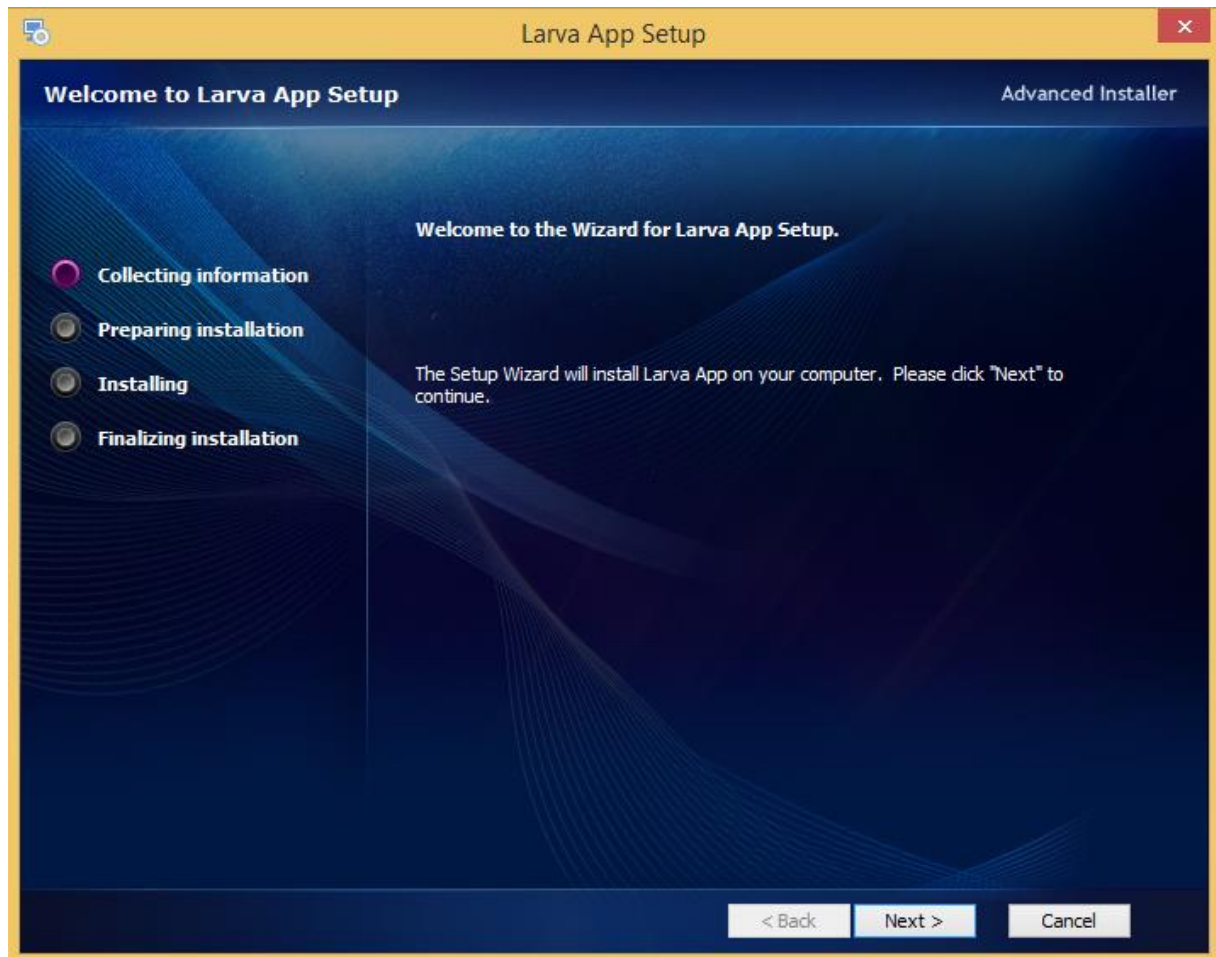 Larva App Setup
Welcome to Larva App Setup
Advanced Installer
Welcome to the Wizard for Larva App Setup.
Collecting information
Preparing installation
Installing
Finalizing installation
The Setup Wizard will install Larva App on your computer. Please click "Next" to
continue.
< Back
Next >
Cancel